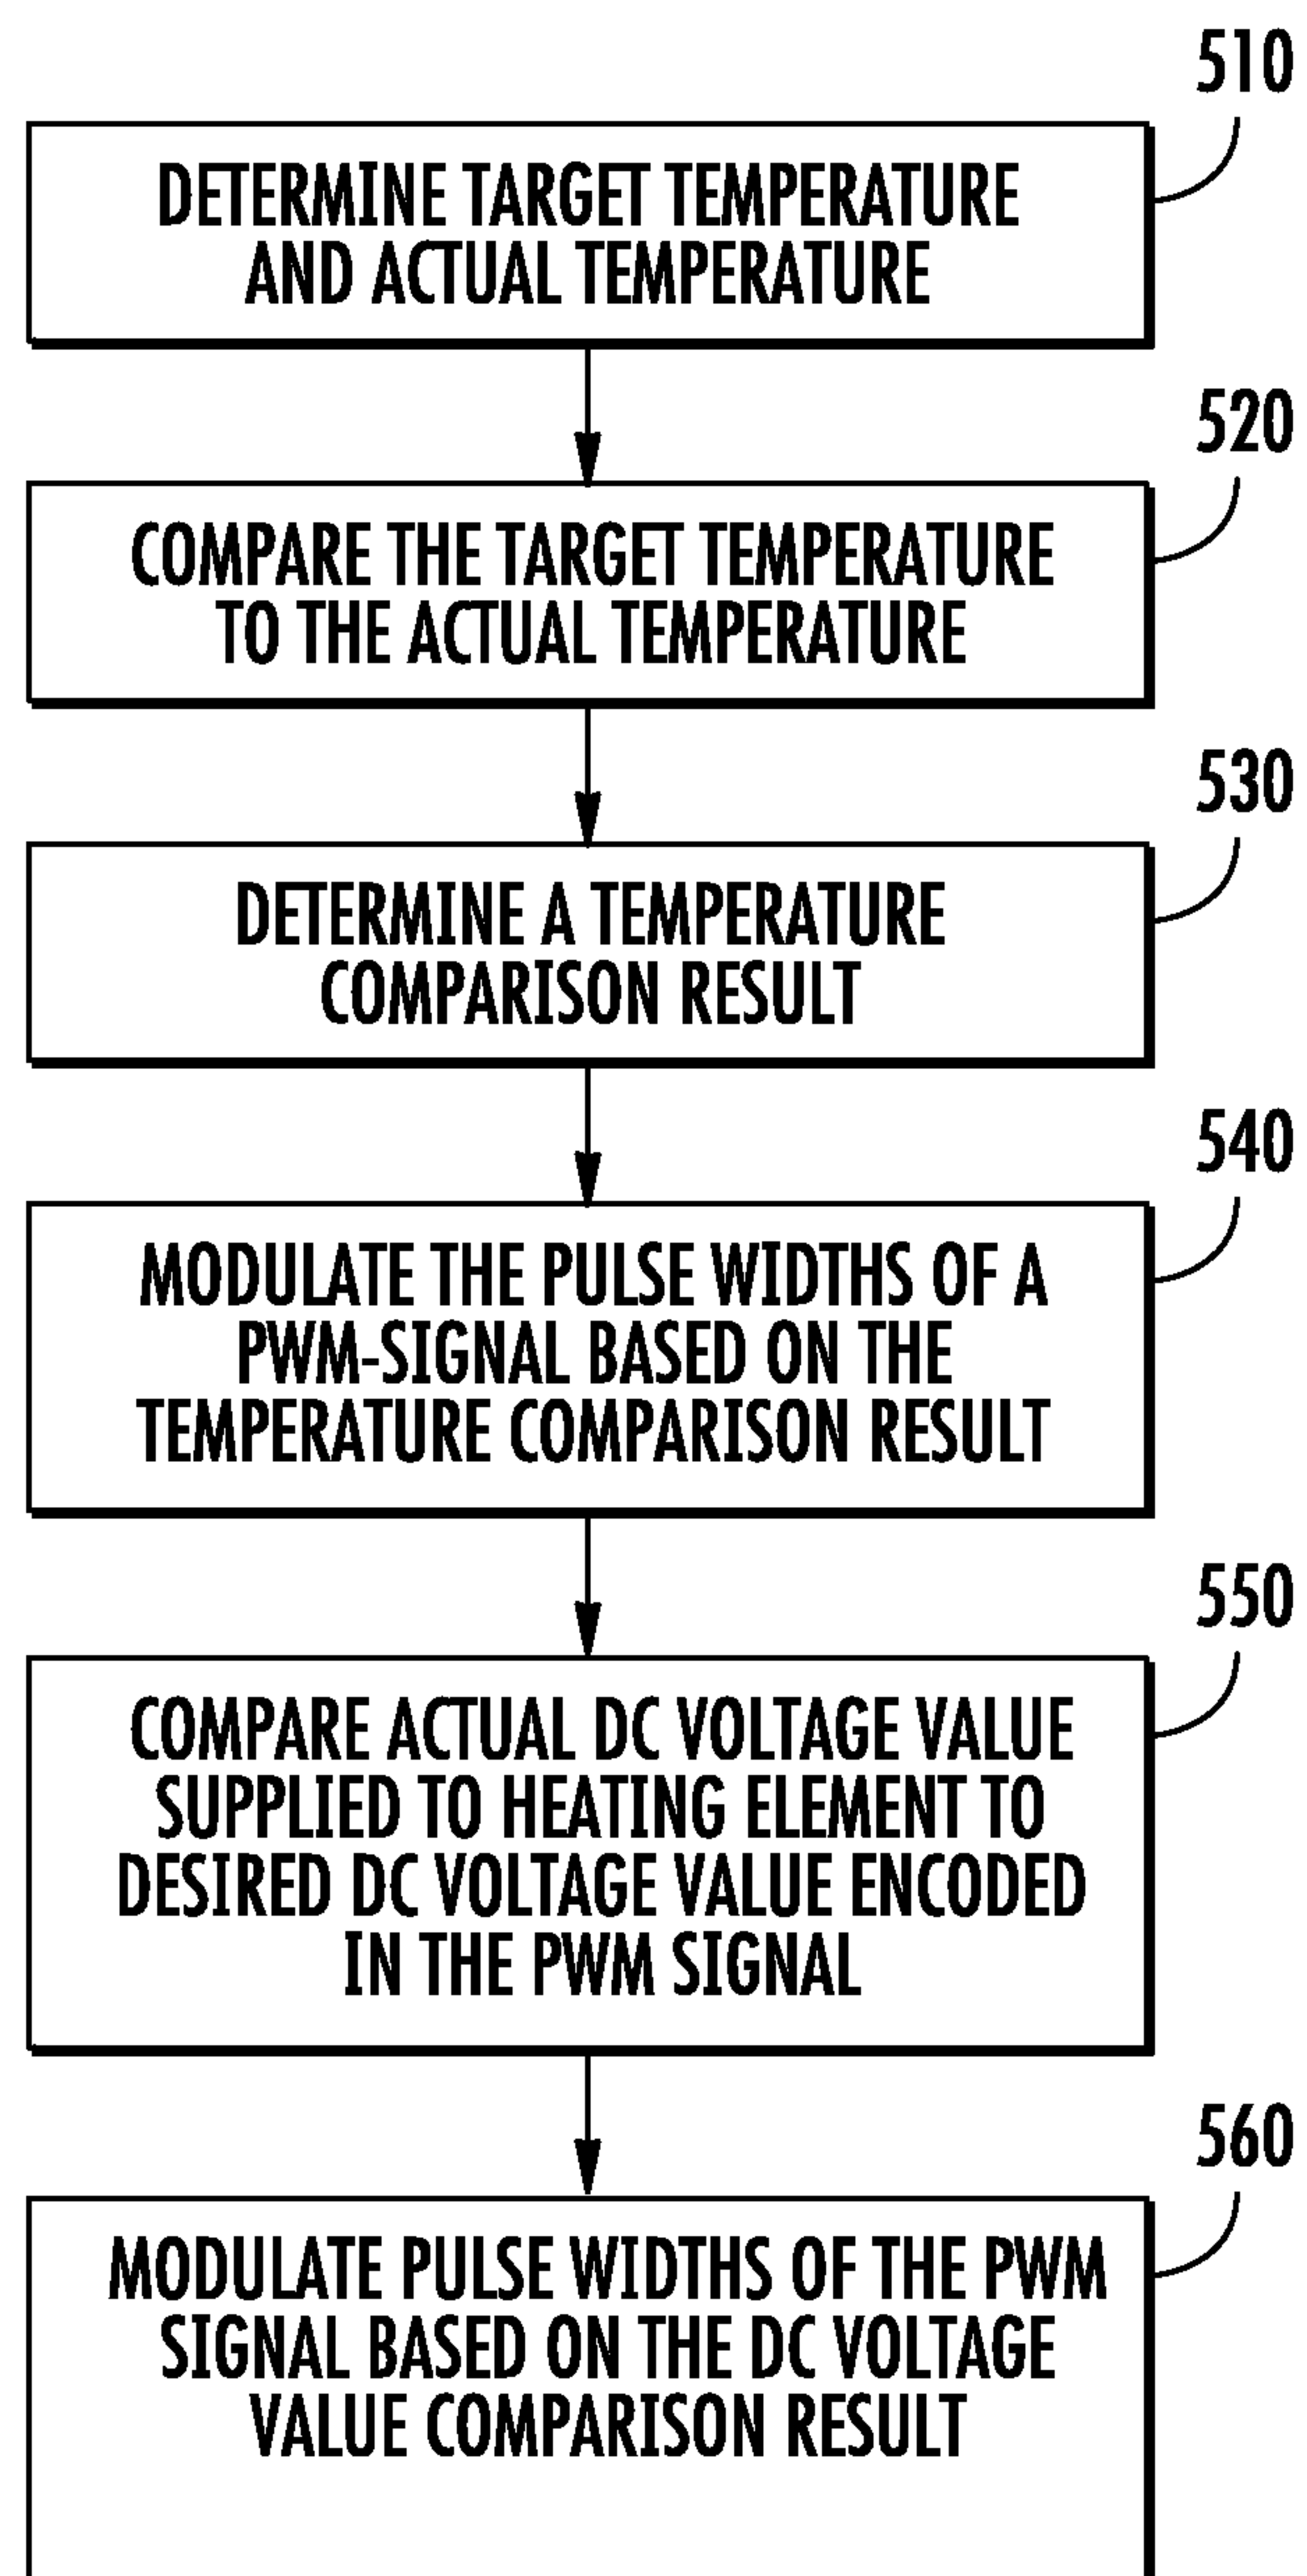 510
DETERMINE TARGET TEMPERATURE
AND ACTUAL TEMPERATURE
520
COMPARE THE TARGET TEMPERATURE
TO THE ACTUAL TEMPERATURE
530
DETERMINE A TEMPERATURE
COMPARISON RESULT
540
MODULATE THE PULSE WIDTHS OF A
PWM-SIGNAL BASED ON THE
TEMPERATURE COMPARISON RESULT
550
COMPARE ACTUAL DC VOLTAGE VALUE
SUPPLIED TO HEATING ELEMENT TO
DESIRED DC VOLTAGE VALUE ENCODED
IN THE PWM SIGNAL
560
MODULATE PULSE WIDTHS OF THE PWM
SIGNAL BASED ON THE DC VOLTAGE
VALUE COMPARISON RESULT